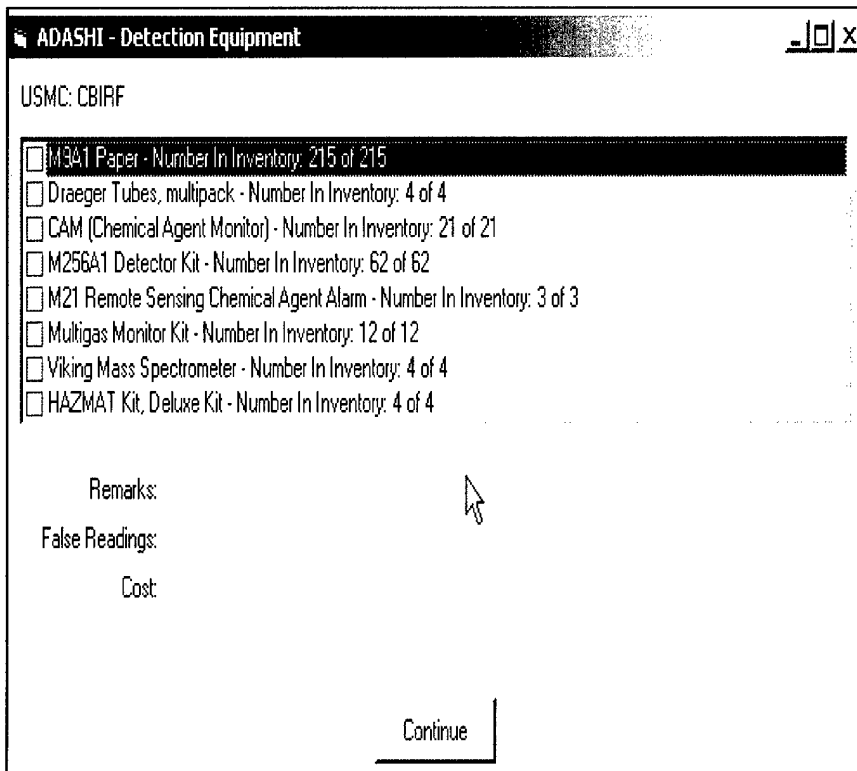 ADASHI - Detection Equipment
USMC: CBIRF
M9A1 Paper - Number In Inventory: 215 of 215
Draeger Tubes, multipack - Number In Inventory: 4 of 4
CAM (Chemical Agent Monitor) - Number In Inventory: 21 of 21
M256A1 Detector Kit - Number In Inventory: 62 of 62
M21 Remote Sensing Chemical Agent Alarm - Number In Inventory: 3 of 3
Multigas Monitor Kit - Number In Inventory: 12 of 12
Viking Mass Spectrometer - Number In Inventory: 4 of 4
HAZMAT Kit, Deluxe Kit - Number In Inventory: 4 of 4
Remarks:
False Readings:
Cost:
Continue